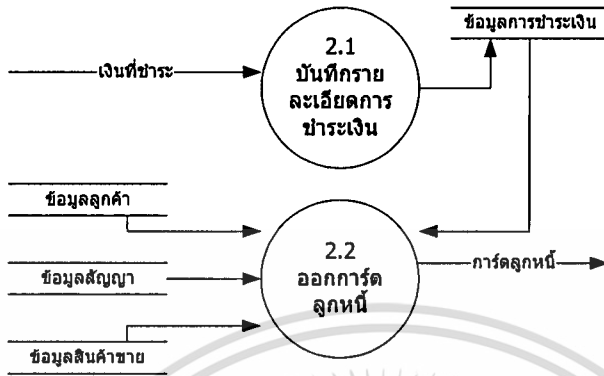 ข้อมูลการชำระเงิน
2.1
บันทึกราย
ละเอียดการ
ชำระเงิน
เงินที่ชำระ
ข้อมูลลูกค้า
2.2
ออกการ์ด
ลูกหนี้
การ์ดลูกหนี้
ข้อมูลสัญญา
ข้อมูลสินค้าขาย